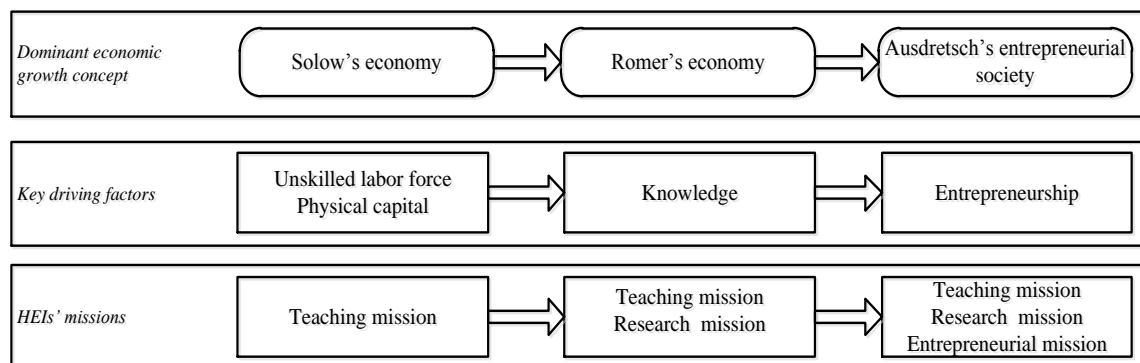 Dominant economic
growth concept
Solow's economy
Romer's economy
Ausdretsch's entrepreneurial
society
Key driving factors
Unskilled labor force
Physical capital
Knowledge
Entrepreneurship
HEIs' missions
Teaching mission
Teaching mission
Research mission
Teaching mission
Research mission
Entrepreneurial mission